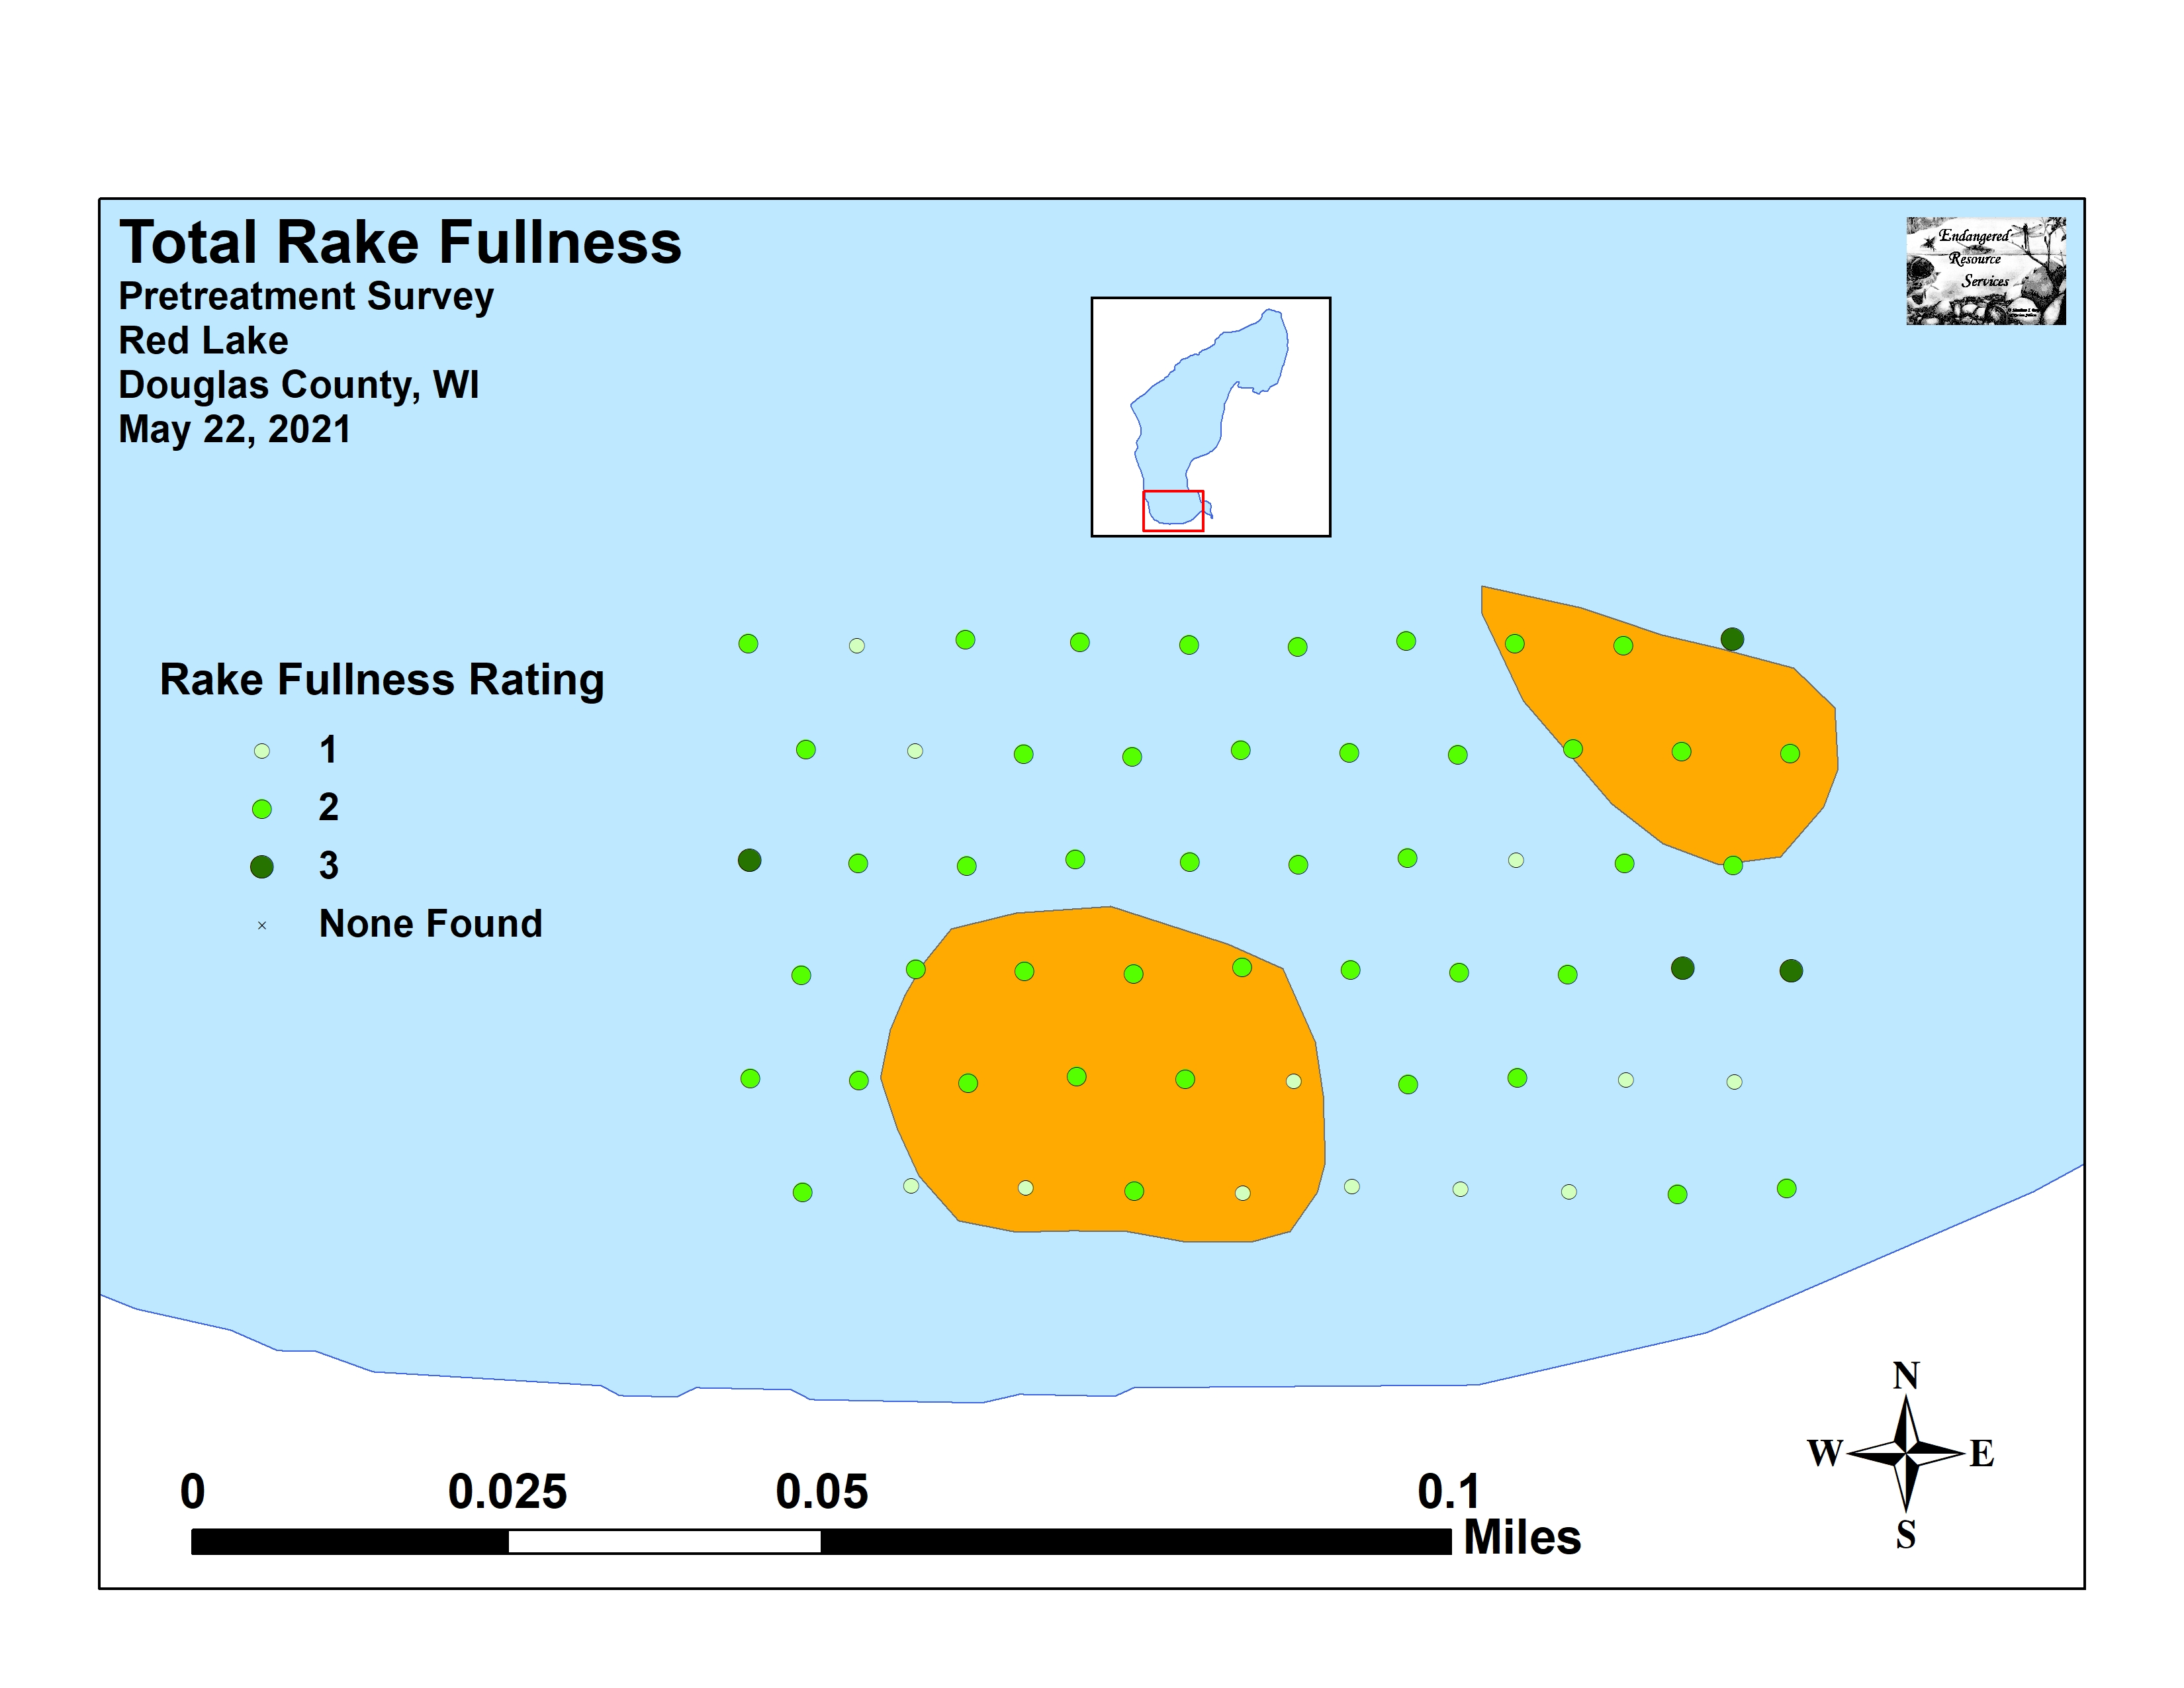 Total Rake Fullness
Pretreatment Survey
Red Lake
Douglas County, WI
May 22, 2021
Endangered
Resource
Services
Rake Fullness Rating
1
2
3
None Found
N
W E
S
0 0.025 0.05 0.1
Miles